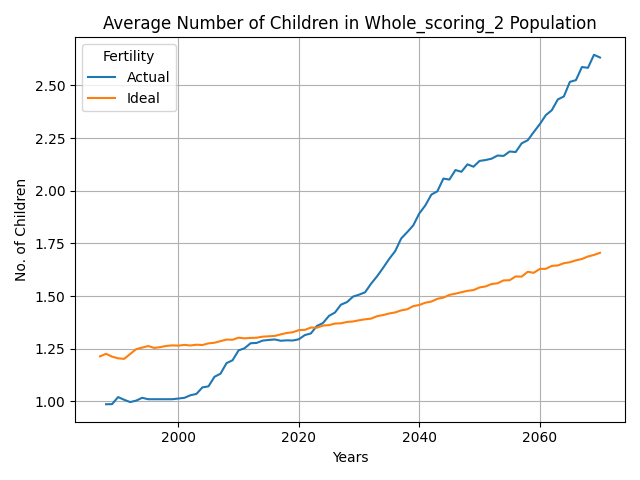 Average Number of Children in Whole_scoring_2 Population
Fertility
Actual
Ideal
No. of Children
2.50
2.25
2.00
1.75
1.50
1.25
1.00
2000 2020 2040 2060
Years